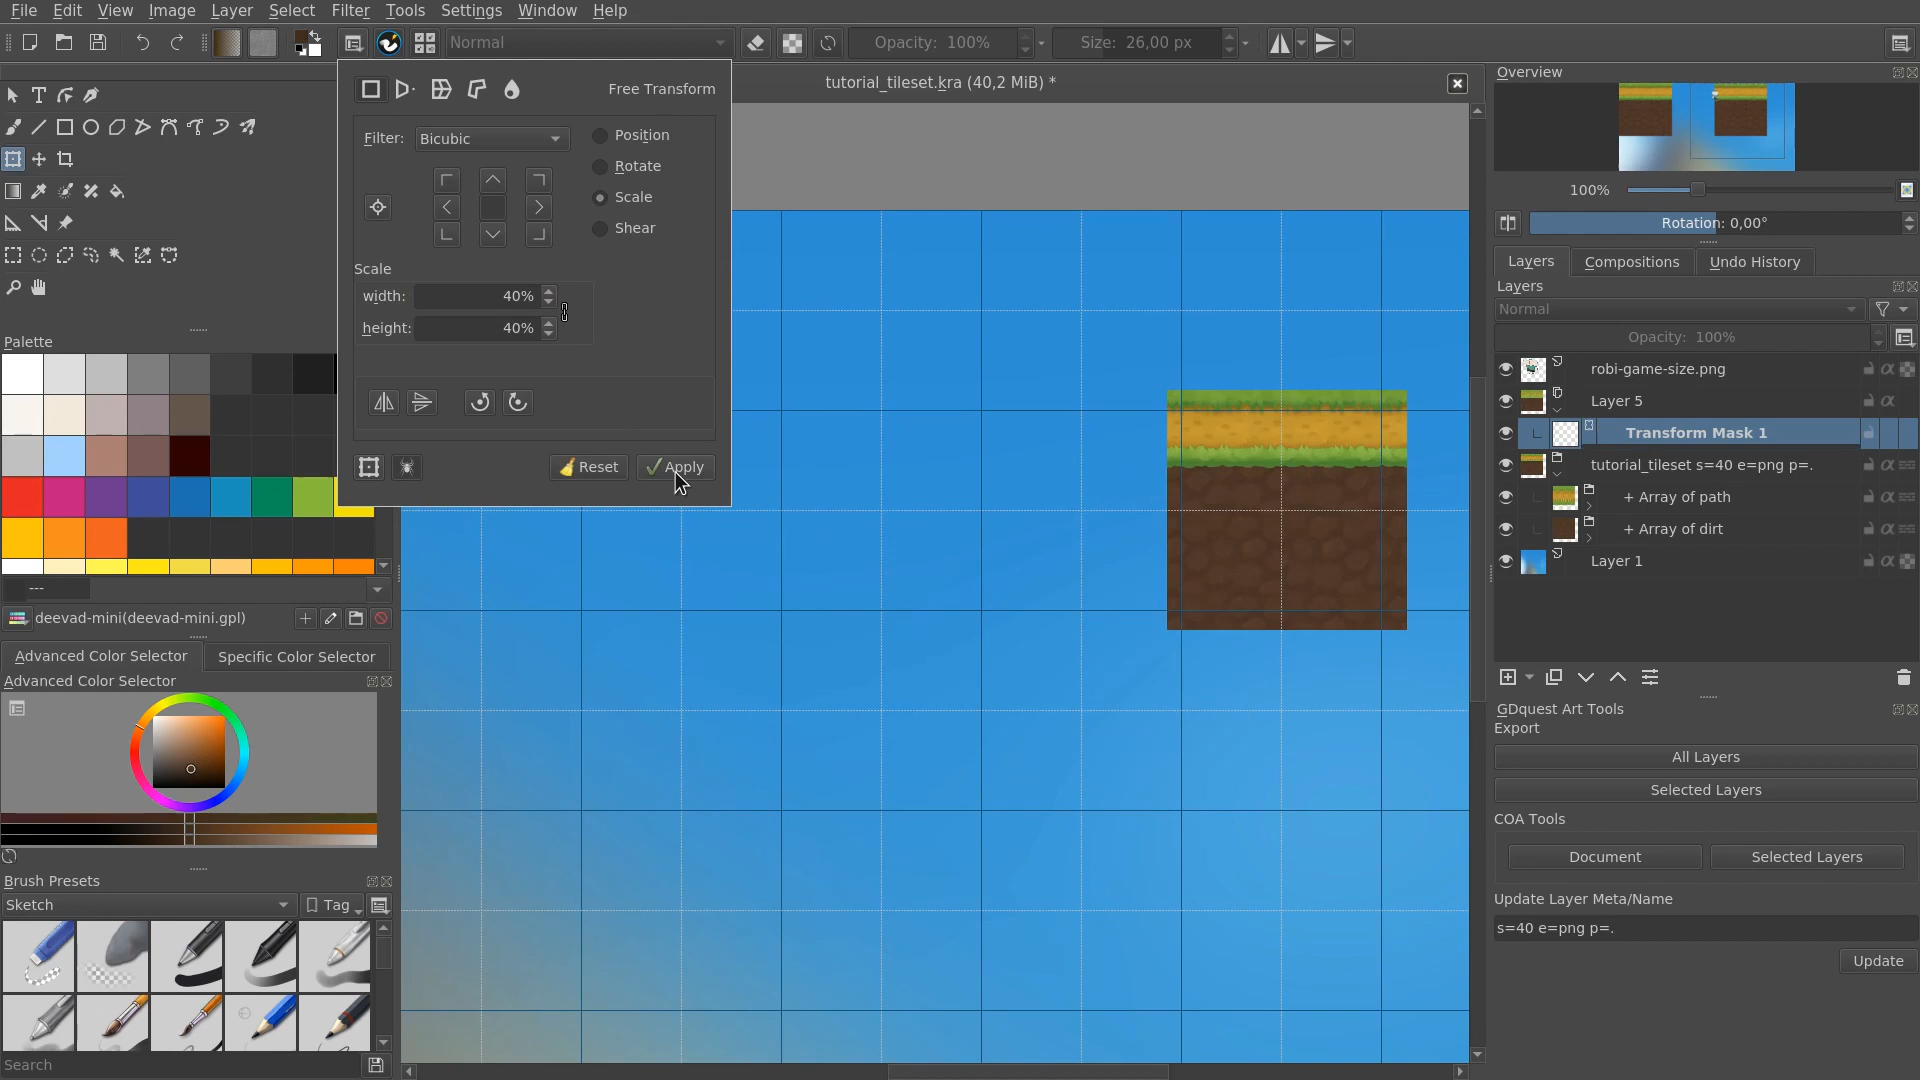 File Edit View Image Layer Select Filter Tools Settings Window Help
Normal Opacity: 100% Size: 26,00 px
tutorial_tileset.kra (40,2 MiB) *
Free Transform
Filter: Bicubic
Position
Rotate
Scale
Shear
Scale
width: 40%
height: 40%
Reset Apply
Palette
---
deevad-mini(deevad-mini.gpl)
Advanced Color Selector Specific Color Selector
Advanced Color Selector
Brush Presets
Sketch Tag
Search
Overview
100%
Rotation: 0,00°
Layers Compositions Undo History
Layers
Normal
Opacity: 100%
robi-game-size.png
Layer 5
Transform Mask 1
tutorial_tileset s=40 e=png p=.
+ Array of path
+ Array of dirt
Layer 1
GDquest Art Tools
Export
All Layers
Selected Layers
COA Tools
Document Selected Layers
Update Layer Meta/Name
s=40 e=png p=.
Update